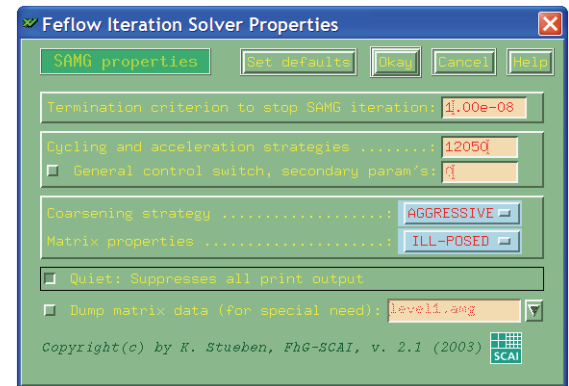 Feflow Iteration Solver Properties
SAMG properties Set defaults Okay Cancel Help
Termination criterion to stop SAMG iteration: 1.00e-08
Cycling and acceleration strategies ........: 12050
General control switch, secondary param's: 0
Coarsening strategy ...................: AGGRESSIVE
Matrix properties .....................: ILL-POSED
Quiet: Suppresses all print output
Dump matrix data (for special need): level1.amg
Copyright(c) by K. Stueben, FhG-SCAI, v. 2.1 (2003) SCAI